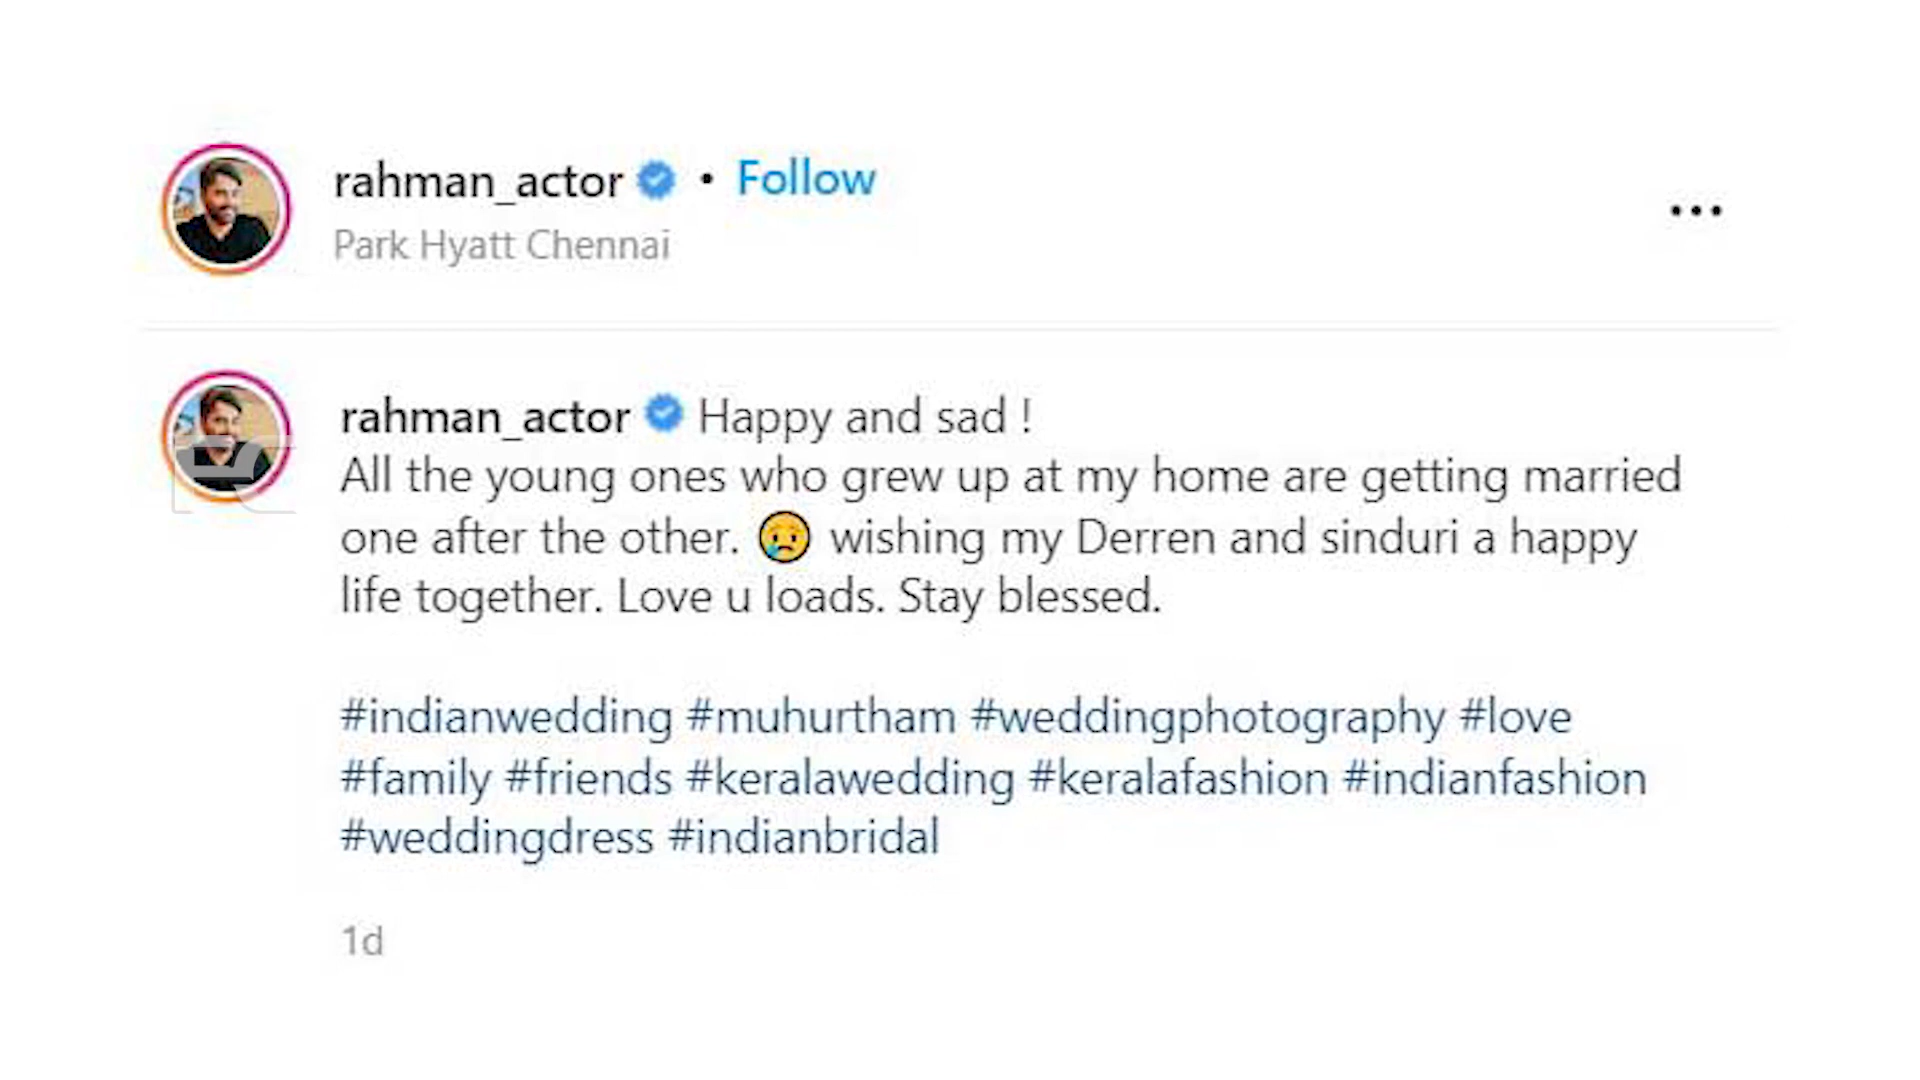 rahman_actor • Follow
Park Hyatt Chennai
...
rahman_actor Happy and sad !
All the young ones who grew up at my home are getting married
one after the other. 😥 wishing my Derren and sinduri a happy
life together. Love u loads. Stay blessed.
#indianwedding #muhurtham #weddingphotography #love
#family #friends #keralawedding #keralafashion #indianfashion
#weddingdress #indianbridal
1d